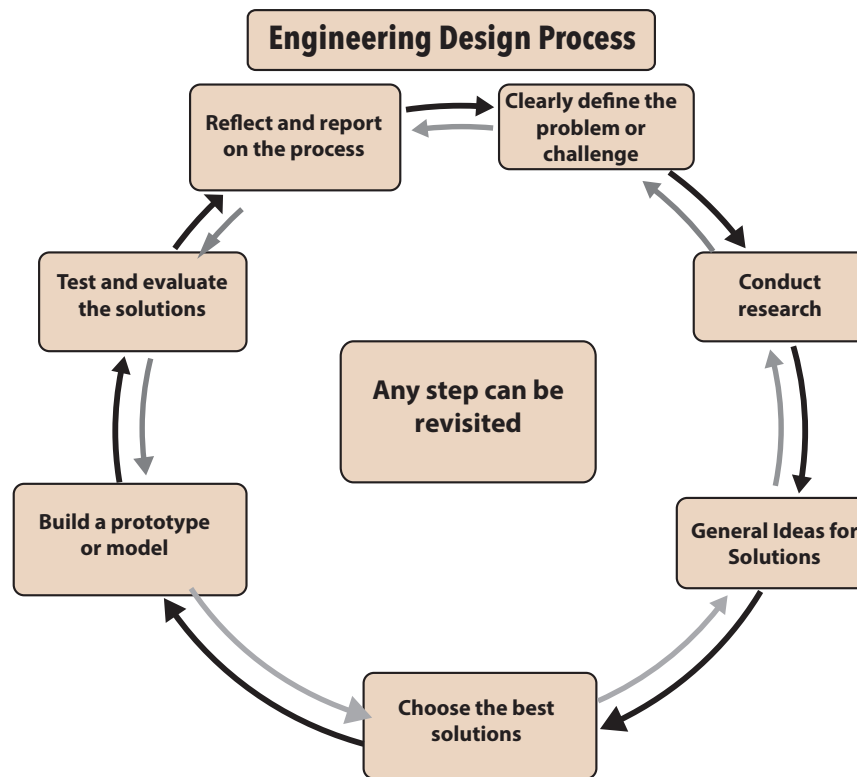 Engineering Design Process
Reflect and report
on the process
Clearly define the
problem or
challenge
Test and evaluate
the solutions
Conduct
research
Any step can be
revisited
Build a prototype
or model
General Ideas for
Solutions
Choose the best
solutions